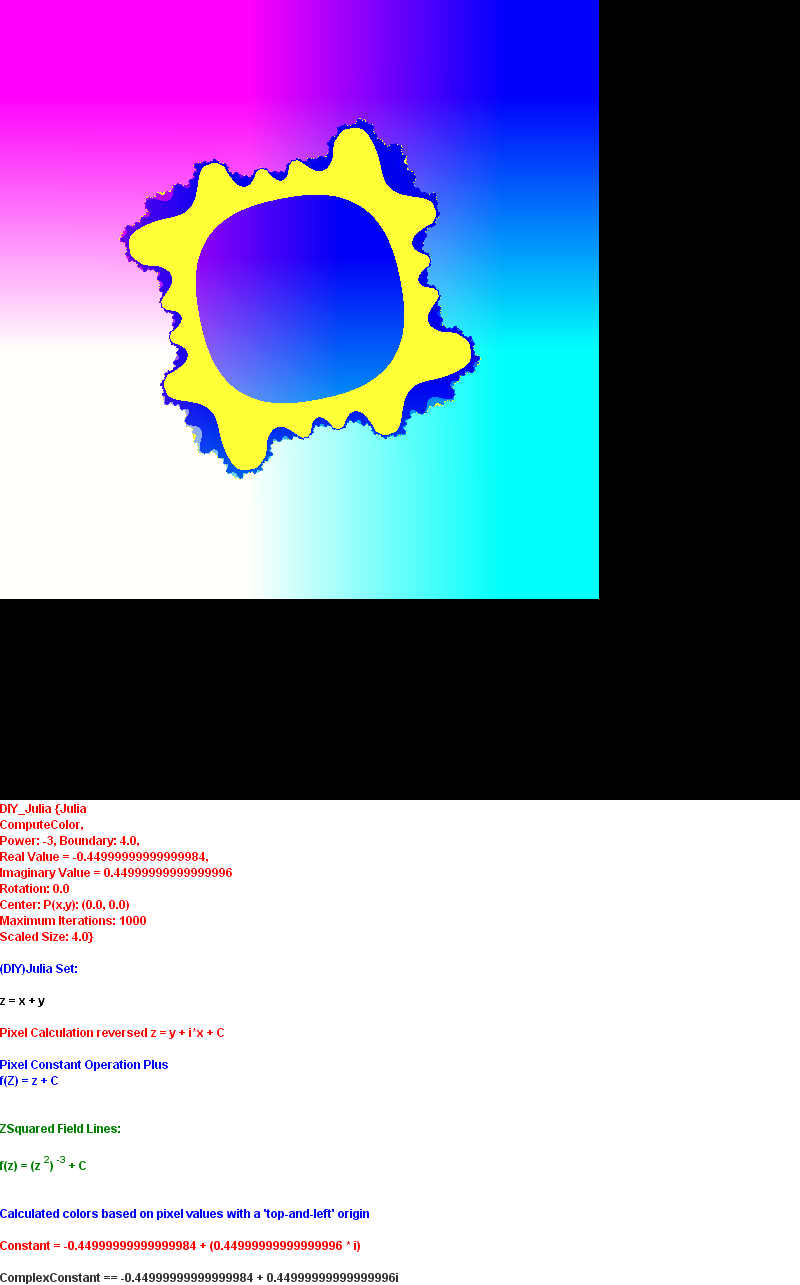 DIY_Julia {Julia
ComputeColor,
Power: -3, Boundary: 4.0,
Real Value = -0.44999999999999984,
Imaginary Value = 0.44999999999999996
Rotation: 0.0
Center: P(x,y): (0.0, 0.0)
Maximum Iterations: 1000
Scaled Size: 4.0}
(DIY)Julia Set:
z = x + y
Pixel Calculation reversed z = y + i*x + C
Pixel Constant Operation Plus
f(Z) = z + C
ZSquared Field Lines:
f(z) = (z 2) -3 + C
Calculated colors based on pixel values with a 'top-and-left' origin
Constant = -0.44999999999999984 + (0.44999999999999996 * i)
ComplexConstant == -0.44999999999999984 + 0.44999999999999996i